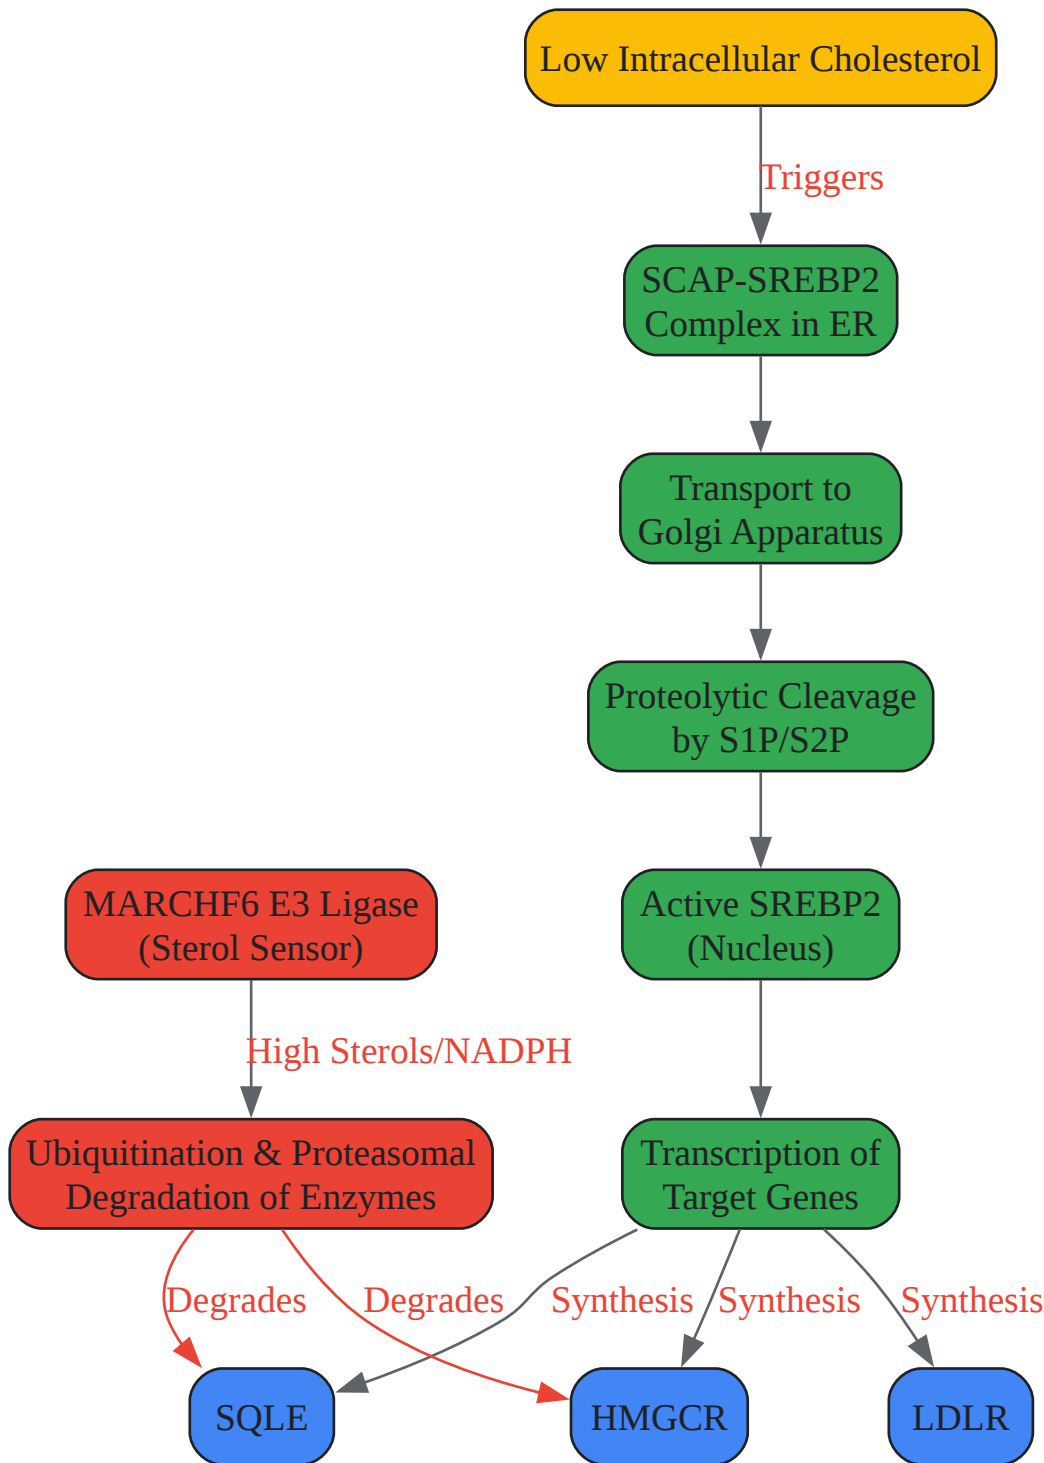 Low Intracellular Cholesterol
Triggers
SCAP-SREBP2
Complex in ER
Transport to
Golgi Apparatus
Proteolytic Cleavage
by S1P/S2P
MARCHF6 E3 Ligase
(Sterol Sensor)
Active SREBP2
(Nucleus)
High Sterols/NADPH
Ubiquitination & Proteasomal
Degradation of Enzymes
Transcription of
Target Genes
Degrades
Degrades
Synthesis
Synthesis
Synthesis
SQLE
HMGCR
LDLR